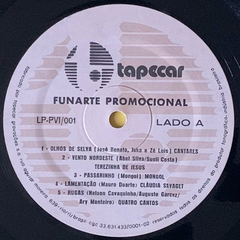 tapecar
FUNARTE PROMOCIONAL
LP-PVI/001
LADO A
1 - OLHOS DE SELVA (José Renato, Juka e Zé Luis) CANTARES
2 - VENTO NORDESTE (Abel Silva/Sueli Costa)
TEREZINHA DE JESUS
3 - PASSARINHO (Mongol) MONGOL
4 - LAMENTAÇÃO (Mauro Duarte) CLÁUDIA SAVAGET
5 - RUGAS (Nelson Cavaquinho/Augusto Garcez/
Ary Monteiro) QUATRO CANTOS